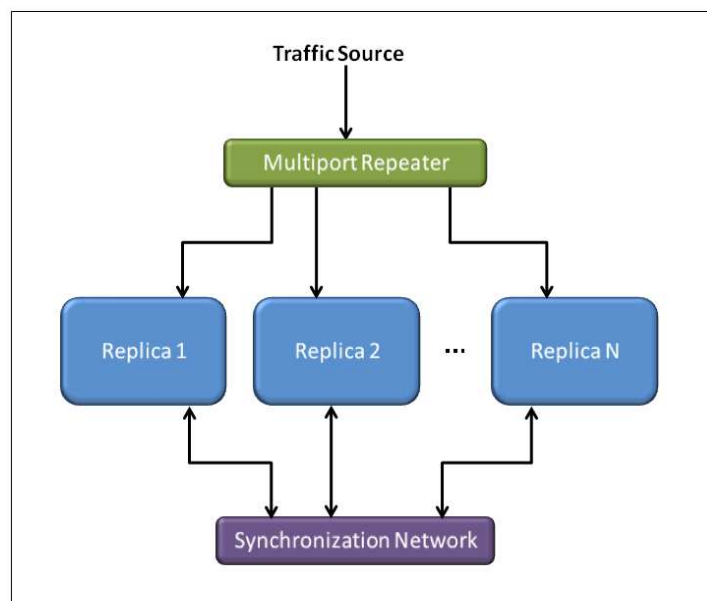 Traffic Source
Multiport Repeater
Replica 1
Replica 2
...
Replica N
Synchronization Network